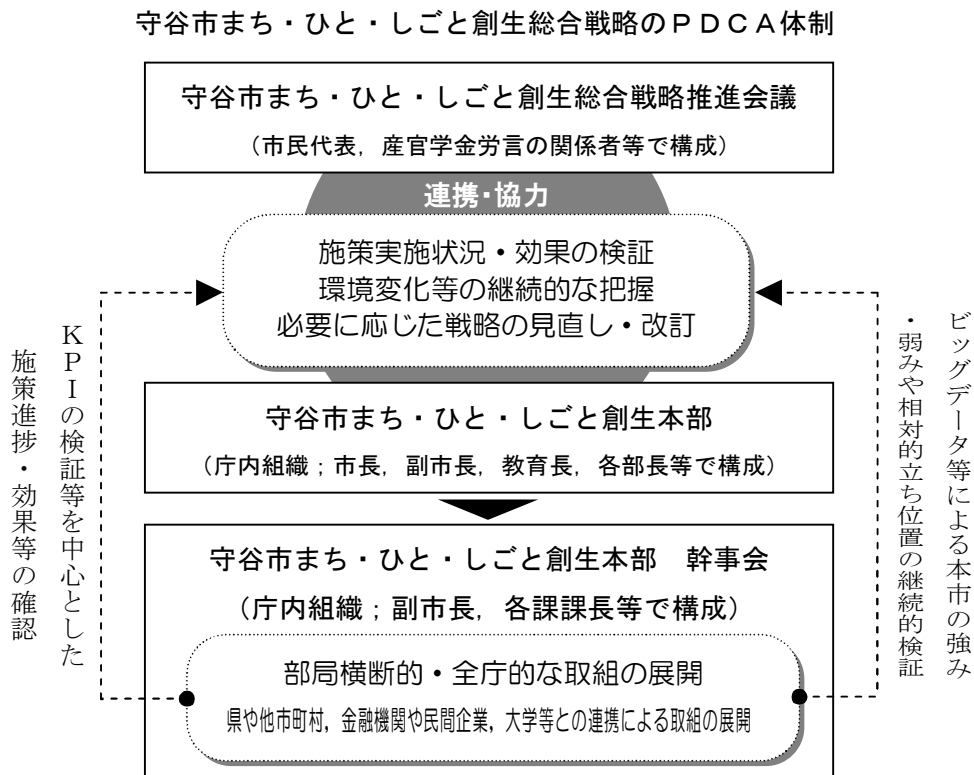 守谷市まち・ひと・しごと創生総合戦略のＰＤＣＡ体制
守谷市まち・ひと・しごと創生総合戦略推進会議
（市民代表，産官学金労言の関係者等で構成）
連携・協力
施策実施状況・効果の検証
環境変化等の継続的な把握
必要に応じた戦略の見直し・改訂
守谷市まち・ひと・しごと創生本部
（庁内組織；市長，副市長，教育長，各部長等で構成）
守谷市まち・ひと・しごと創生本部　幹事会
（庁内組織；副市長，各課課長等で構成）
部局横断的・全庁的な取組の展開
県や他市町村，金融機関や民間企業，大学等との連携による取組の展開
ＫＰＩの検証等を中心とした
施策進捗・効果等の確認
ビッグデータ等による本市の強み
・弱みや相対的立ち位置の継続的検証